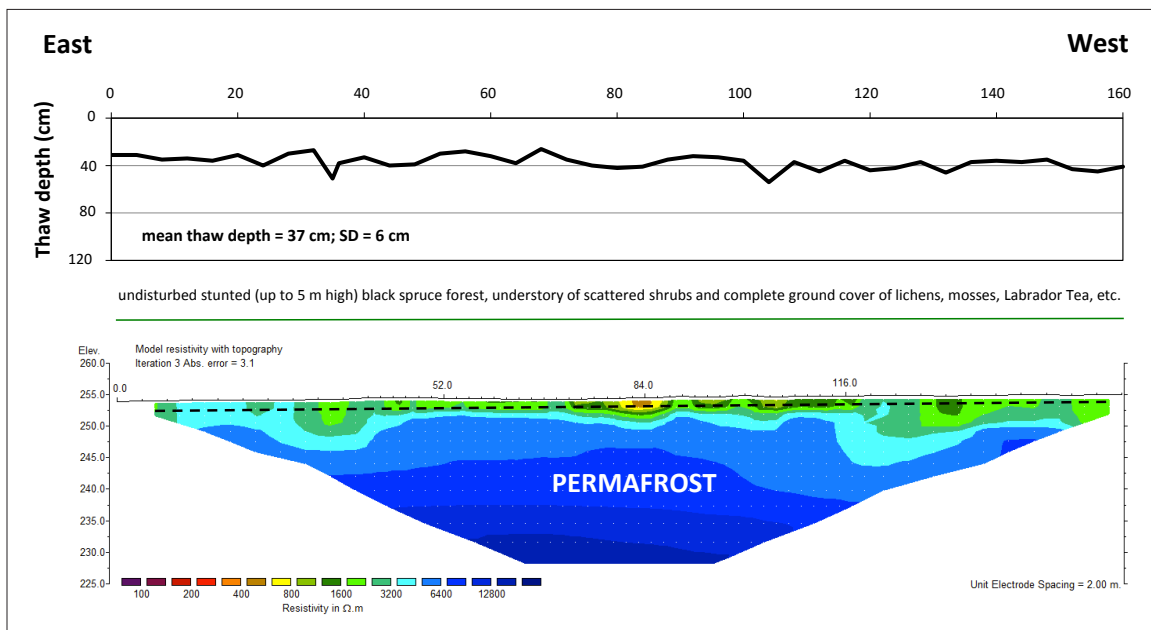 East West
0 20 40 60 80 100 120 140 160
Thaw depth (cm)
0
40
80
120
mean thaw depth = 37 cm; SD = 6 cm
undisturbed stunted (up to 5 m high) black spruce forest, understory of scattered shrubs and complete ground cover of lichens, mosses, Labrador Tea, etc.
Elev.
Model resistivity with topography
Iteration 3 Abs. error = 3.1
260.0
255.0
250.0
245.0
240.0
235.0
230.0
225.0
0.0 52.0 84.0 116.0
PERMAFROST
100 200 400 800 1600 3200 6400 12800
Resistivity in Ω.m
Unit Electrode Spacing = 2.00 m.